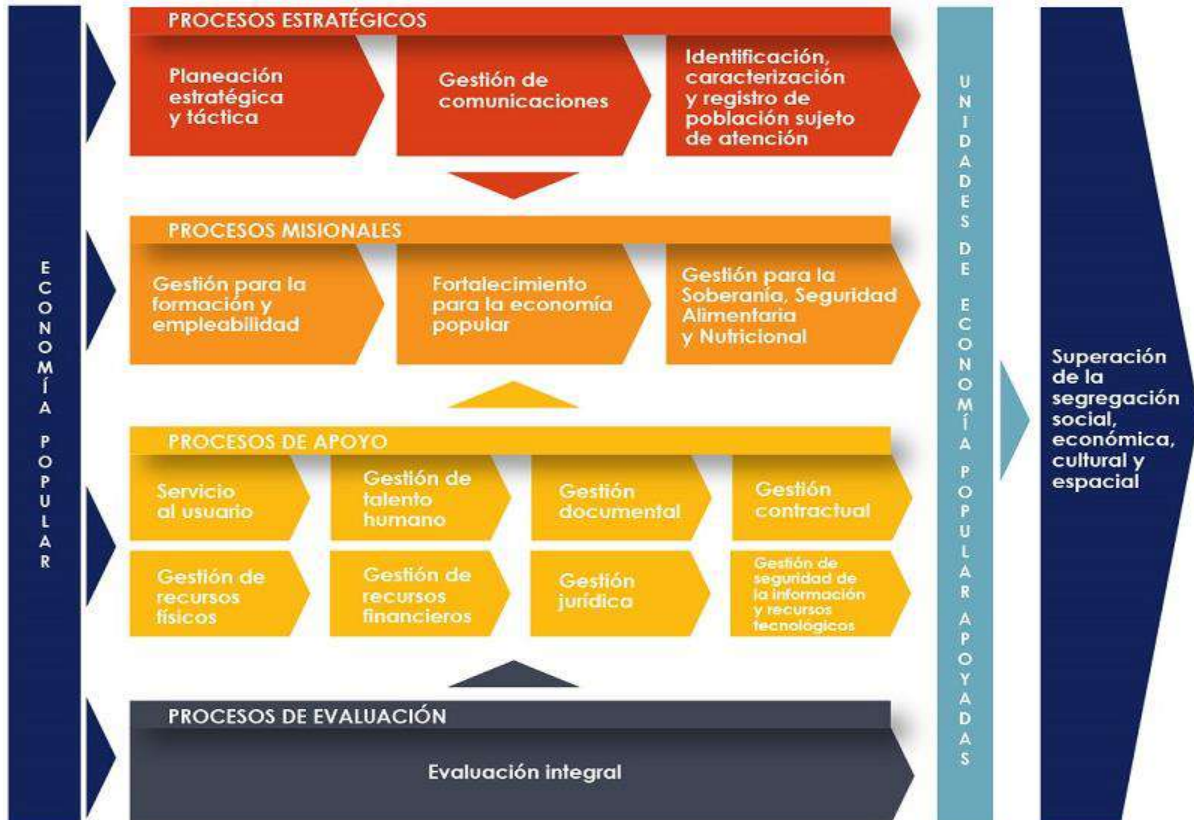 ECONOMÍA POPULAR
PROCESOS ESTRATÉGICOS
Planeación
estratégica
y táctica
Gestión de
comunicaciones
Identificación,
caracterización
y registro de
población sujeto
de atención
PROCESOS MISIONALES
Gestión para la
formación y
empleabilidad
Fortalecimiento
para la economía
popular
Gestión para la
Soberanía, Seguridad
Alimentaria
y Nutricional
PROCESOS DE APOYO
Servicio
al usuario
Gestión de
talento
humano
Gestión
documental
Gestión
contractual
Gestión de
recursos
físicos
Gestión de
recursos
financieros
Gestión
jurídica
Gestión de
seguridad de
la información
y recursos
tecnológicos
PROCESOS DE EVALUACIÓN
Evaluación integral
UNIDADES DE ECONOMÍA POPULAR APOYADAS
Superación
de la
segregación
social,
económica,
cultural y
espacial